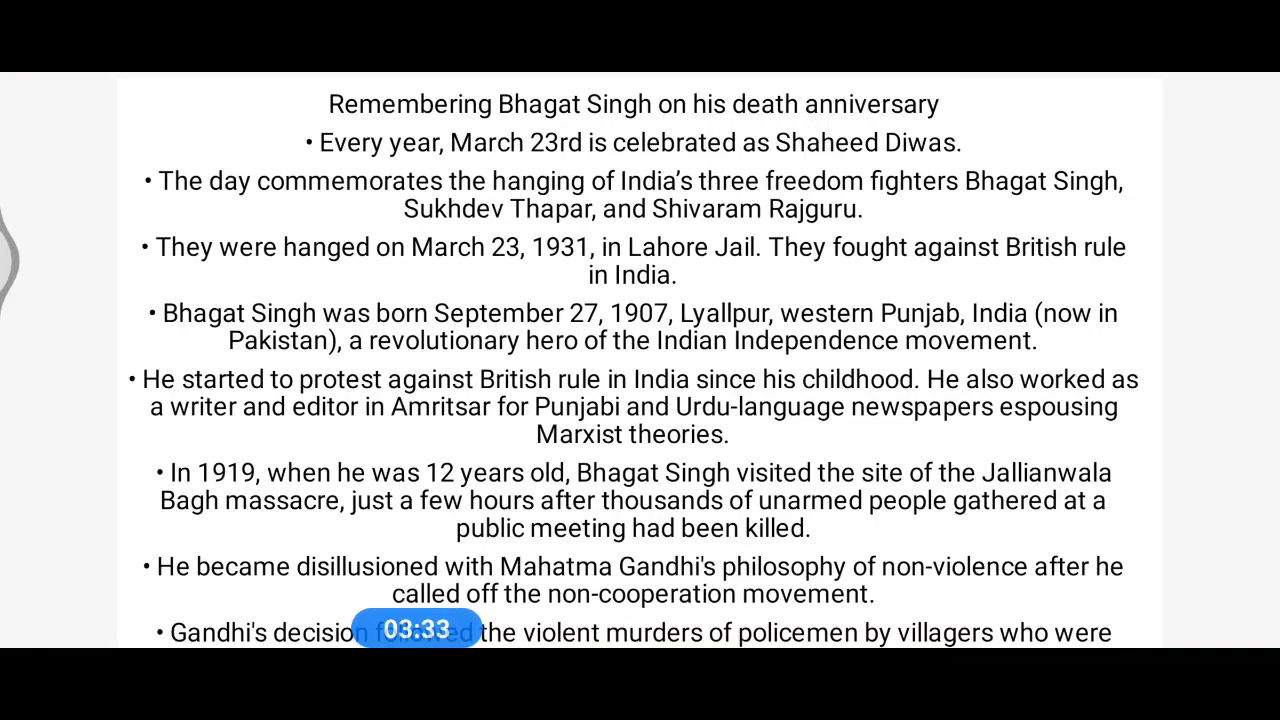 Remembering Bhagat Singh on his death anniversary
• Every year, March 23rd is celebrated as Shaheed Diwas.
• The day commemorates the hanging of India’s three freedom fighters Bhagat Singh,
Sukhdev Thapar, and Shivaram Rajguru.
• They were hanged on March 23, 1931, in Lahore Jail. They fought against British rule
in India.
• Bhagat Singh was born September 27, 1907, Lyallpur, western Punjab, India (now in
Pakistan), a revolutionary hero of the Indian Independence movement.
• He started to protest against British rule in India since his childhood. He also worked as
a writer and editor in Amritsar for Punjabi and Urdu-language newspapers espousing
Marxist theories.
• In 1919, when he was 12 years old, Bhagat Singh visited the site of the Jallianwala
Bagh massacre, just a few hours after thousands of unarmed people gathered at a
public meeting had been killed.
• He became disillusioned with Mahatma Gandhi's philosophy of non-violence after he
called off the non-cooperation movement.
• Gandhi's decision followed the violent murders of policemen by villagers who were
03:33